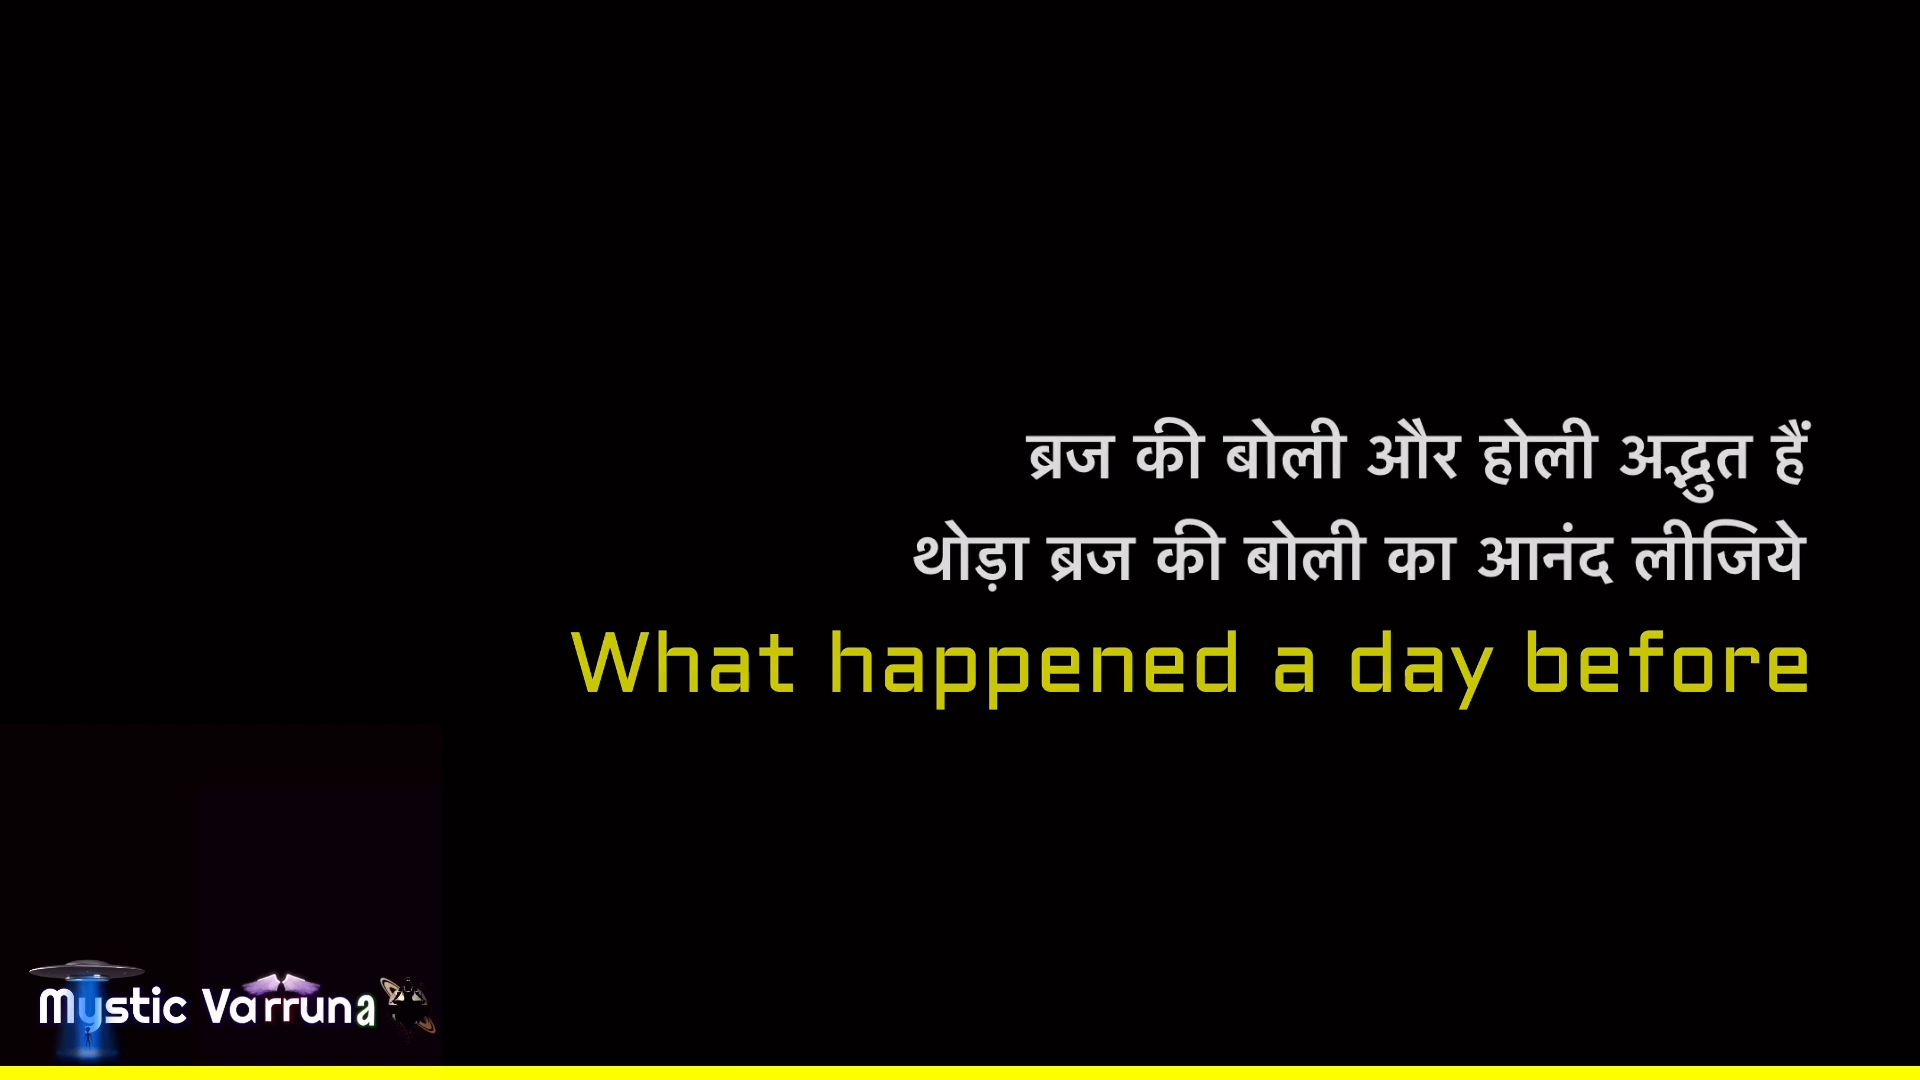 ब्रज की बोली और होली अद्भुत हैं
थोड़ा ब्रज की बोली का आनंद लीजिये
What happened a day before
Mystic Varruna